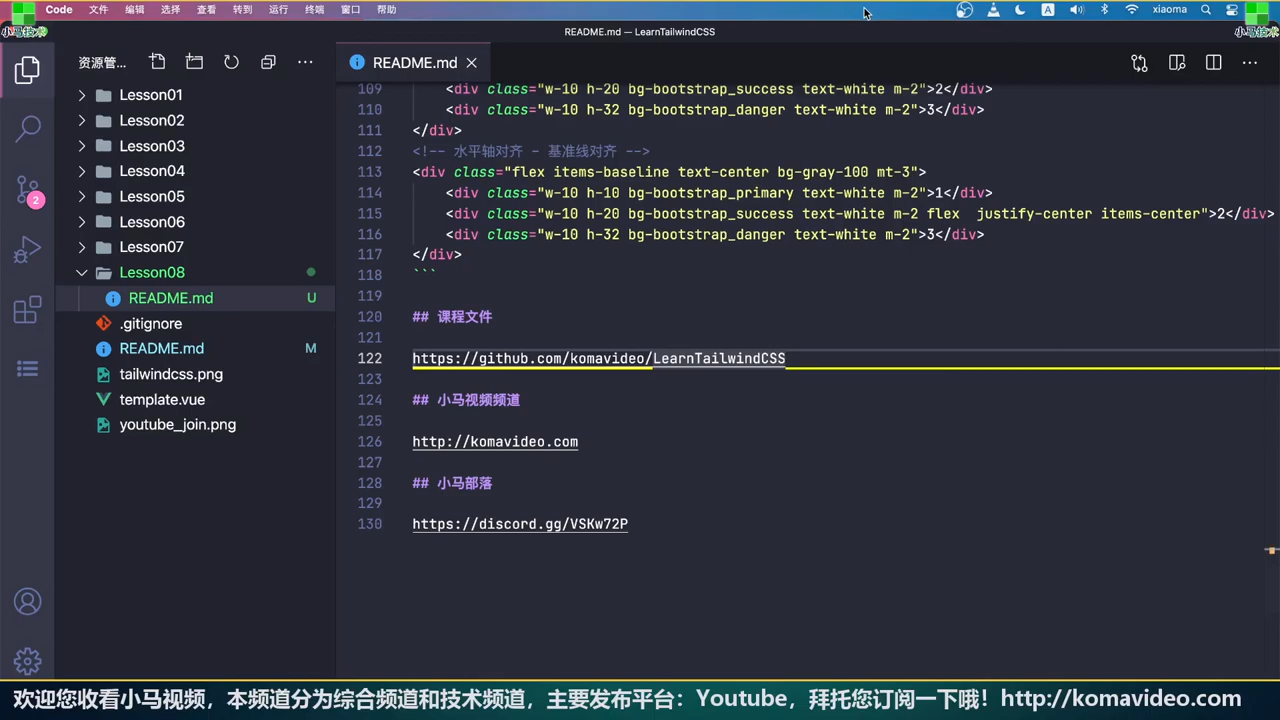 Code 文件 编辑 选择 查看 转到 运行 终端 窗口 帮助 A xiaoma
小马技术 README.md — LearnTailwindCSS 小马技术
资源管... README.md
Lesson01
Lesson02
Lesson03
Lesson04
Lesson05
Lesson06
Lesson07
Lesson08
README.md U
.gitignore
README.md M
tailwindcss.png
template.vue
youtube_join.png
2
109 <div class="w-10 h-20 bg-bootstrap_success text-white m-2">2</div>
110 <div class="w-10 h-32 bg-bootstrap_danger text-white m-2">3</div>
111 </div>
112 <!-- 水平轴对齐 - 基准线对齐 -->
113 <div class="flex items-baseline text-center bg-gray-100 mt-3">
114 <div class="w-10 h-10 bg-bootstrap_primary text-white m-2">1</div>
115 <div class="w-10 h-20 bg-bootstrap_success text-white m-2 flex  justify-center items-center">2</div>
116 <div class="w-10 h-32 bg-bootstrap_danger text-white m-2">3</div>
117 </div>
118 ```
119
120 ## 课程文件
121
122 https://github.com/komavideo/LearnTailwindCSS
123
124 ## 小马视频频道
125
126 http://komavideo.com
127
128 ## 小马部落
129
130 https://discord.gg/VSKw72P
欢迎您收看小马视频，本频道分为综合频道和技术频道，主要发布平台：Youtube，拜托您订阅一下哦！http://komavideo.com